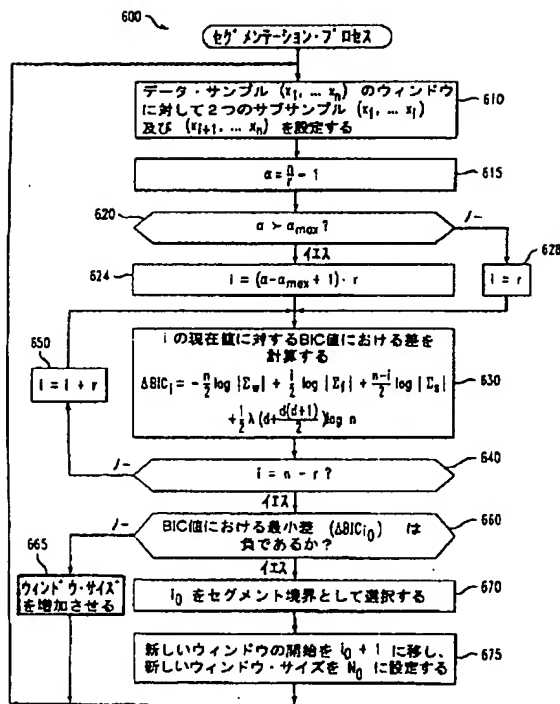 600
セグメンテーション・プロセス
データ・サンプル (x₁, … xₙ) のウィンドウ
に対して2つのサブサンプル (x₁, … xᵢ)
及び (xᵢ₊₁, … xₙ) を設定する
610
α = n/r − 1
615
620
α > α_max ?
ノー
イエス
628
624
i = (α−α_max + 1)・r
i = r
i の現在値に対するBIC値における差を
計算する
650
i = i + r
ΔBICᵢ = − n/2 log |Σ_w| + i/2 log |Σ_f| + n−i/2 log |Σ_s|
630
+ 1/2 λ (d+ d(d+1)/2) log n
ノー
i = n − r ?
640
イエス
ノー
BIC値における最小差 (ΔBICi₀) は
負であるか?
660
665
イエス
ウィンドウ・サイズ
を増加させる
i₀ をセグメント境界として選択する
670
新しいウィンドウの開始を i₀ + 1 に移し、
新しいウィンドウ・サイズを N₀ に設定する
675